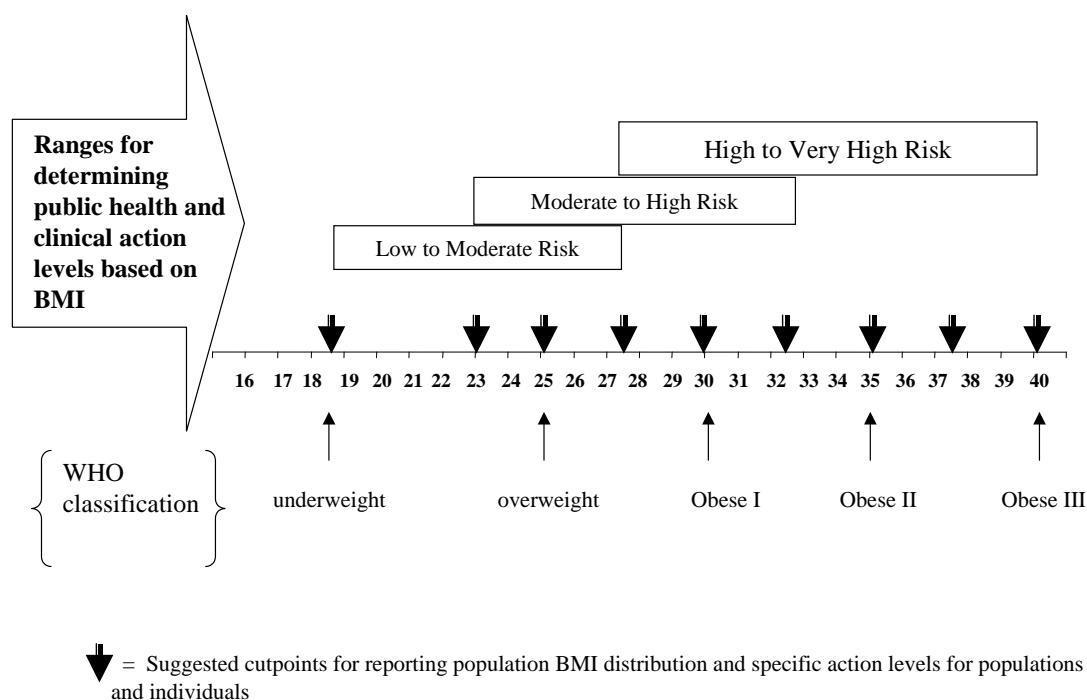 Ranges for
determining
public health and
clinical action
levels based on
BMI
High to Very High Risk
Moderate to High Risk
Low to Moderate Risk
16 17 18 19 20 21 22 23 24 25 26 27 28 29 30 31 32 33 34 35 36 37 38 39 40
WHO
classification
underweight overweight Obese I Obese II Obese III
= Suggested cutpoints for reporting population BMI distribution and specific action levels for populations
and individuals